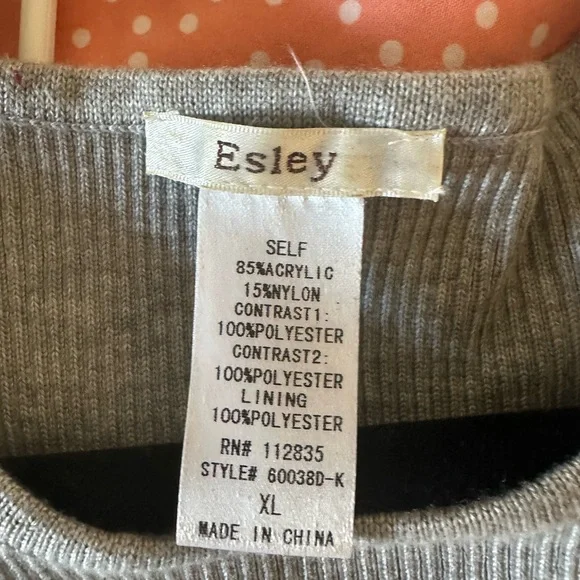 Esley
SELF
85%ACRYLIC
15%NYLON
CONTRAST1:
100%POLYESTER
CONTRAST2:
100%POLYESTER
LINING
100%POLYESTER
RN# 112835
STYLE# 60038D-K
XL
MADE IN CHINA